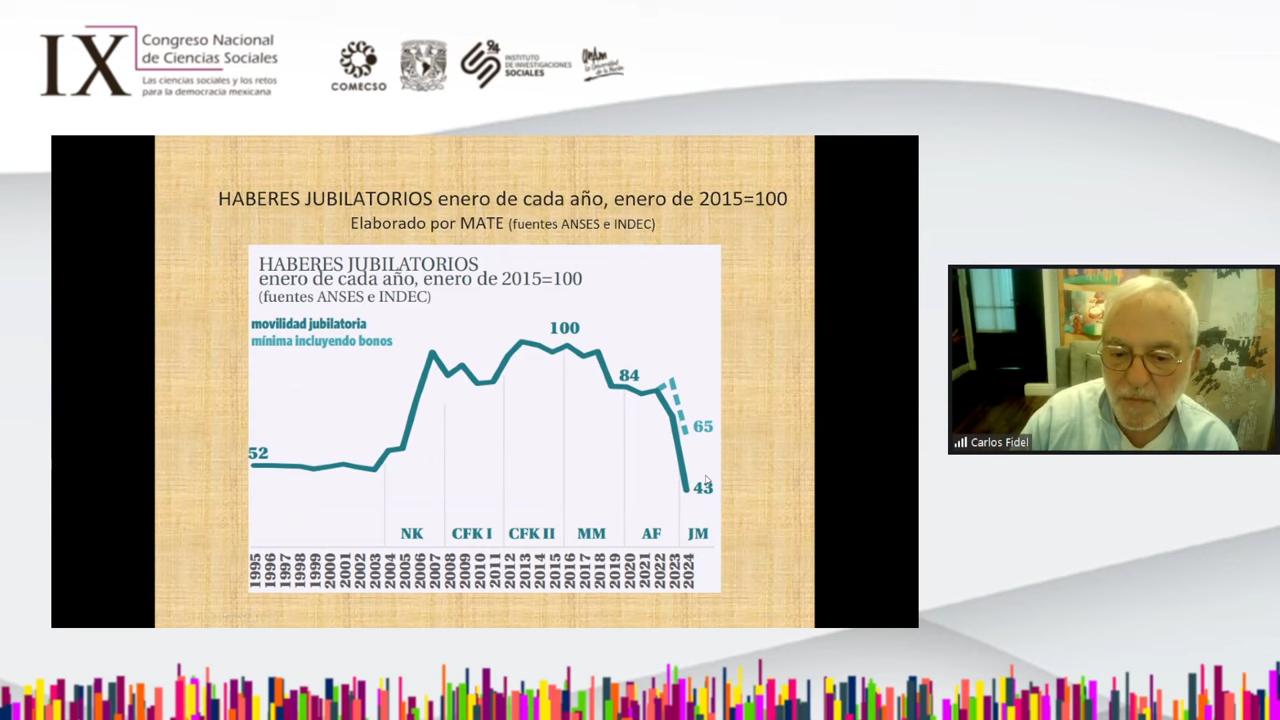 IX
Congreso Nacional
de Ciencias Sociales
Las ciencias sociales y los retos
para la democracia mexicana
COMECSO
94
INSTITUTO
DE INVESTIGACIONES
SOCIALES
HABERES JUBILATORIOS enero de cada año, enero de 2015=100
Elaborado por MATE (fuentes ANSES e INDEC)
HABERES JUBILATORIOS
enero de cada año, enero de 2015=100
(fuentes ANSES e INDEC)
movilidad jubilatoria
mínima incluyendo bonos
100
84
65
52
43
NK CFK I CFK II MM AF JM
1995 1996 1997 1998 1999 2000 2001 2002 2003 2004 2005 2006 2007 2008 2009 2010 2011 2012 2013 2014 2015 2016 2017 2018 2019 2020 2021 2022 2023 2024
Carlos Fidel